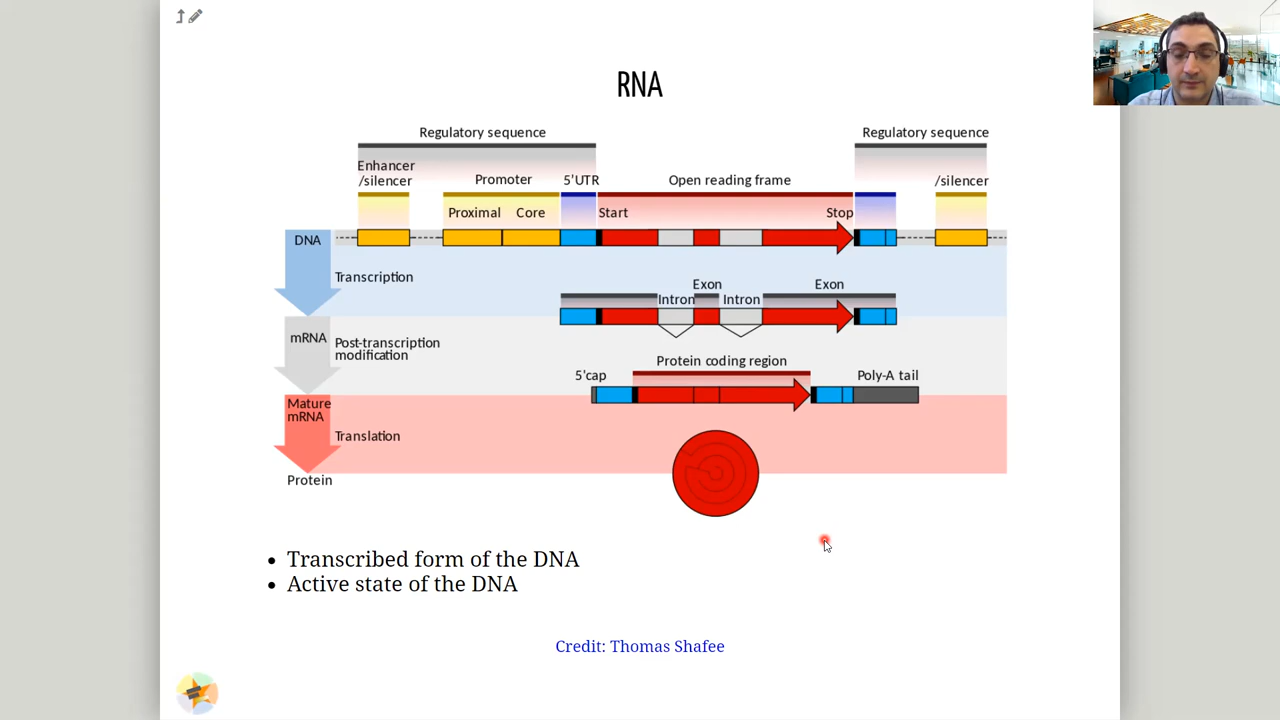 RNA
Regulatory sequence
Regulatory sequence
Enhancer
/silencer
Promoter
5'UTR
Open reading frame
/silencer
Proximal
Core
Start
Stop
DNA
Transcription
Exon
Exon
Intron
Intron
mRNA
Post-transcription
modification
Protein coding region
5'cap
Poly-A tail
Mature
mRNA
Translation
Protein
• Transcribed form of the DNA
• Active state of the DNA
Credit: Thomas Shafee